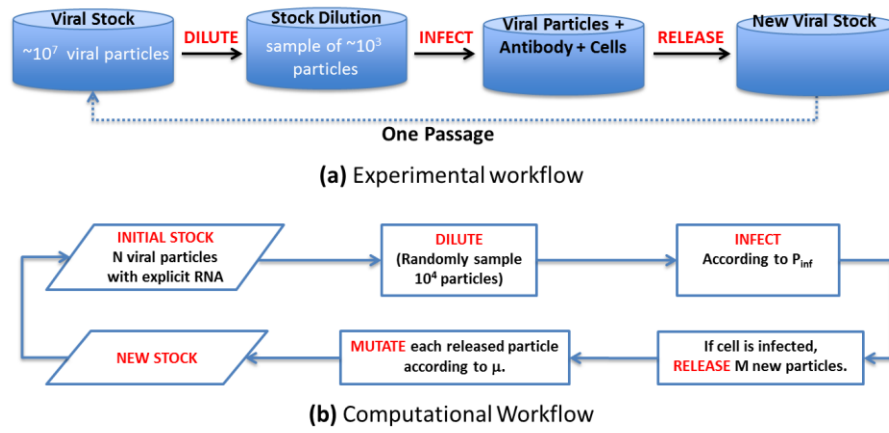 Viral Stock
~10⁷ viral particles
DILUTE
Stock Dilution
sample of ~10³
particles
INFECT
Viral Particles +
Antibody + Cells
RELEASE
New Viral Stock
One Passage
(a) Experimental workflow
INITIAL STOCK
N viral particles
with explicit RNA
DILUTE
(Randomly sample
10⁴ particles)
INFECT
According to Pinf
NEW STOCK
MUTATE each released particle
according to μ.
If cell is infected,
RELEASE M new particles.
(b) Computational Workflow